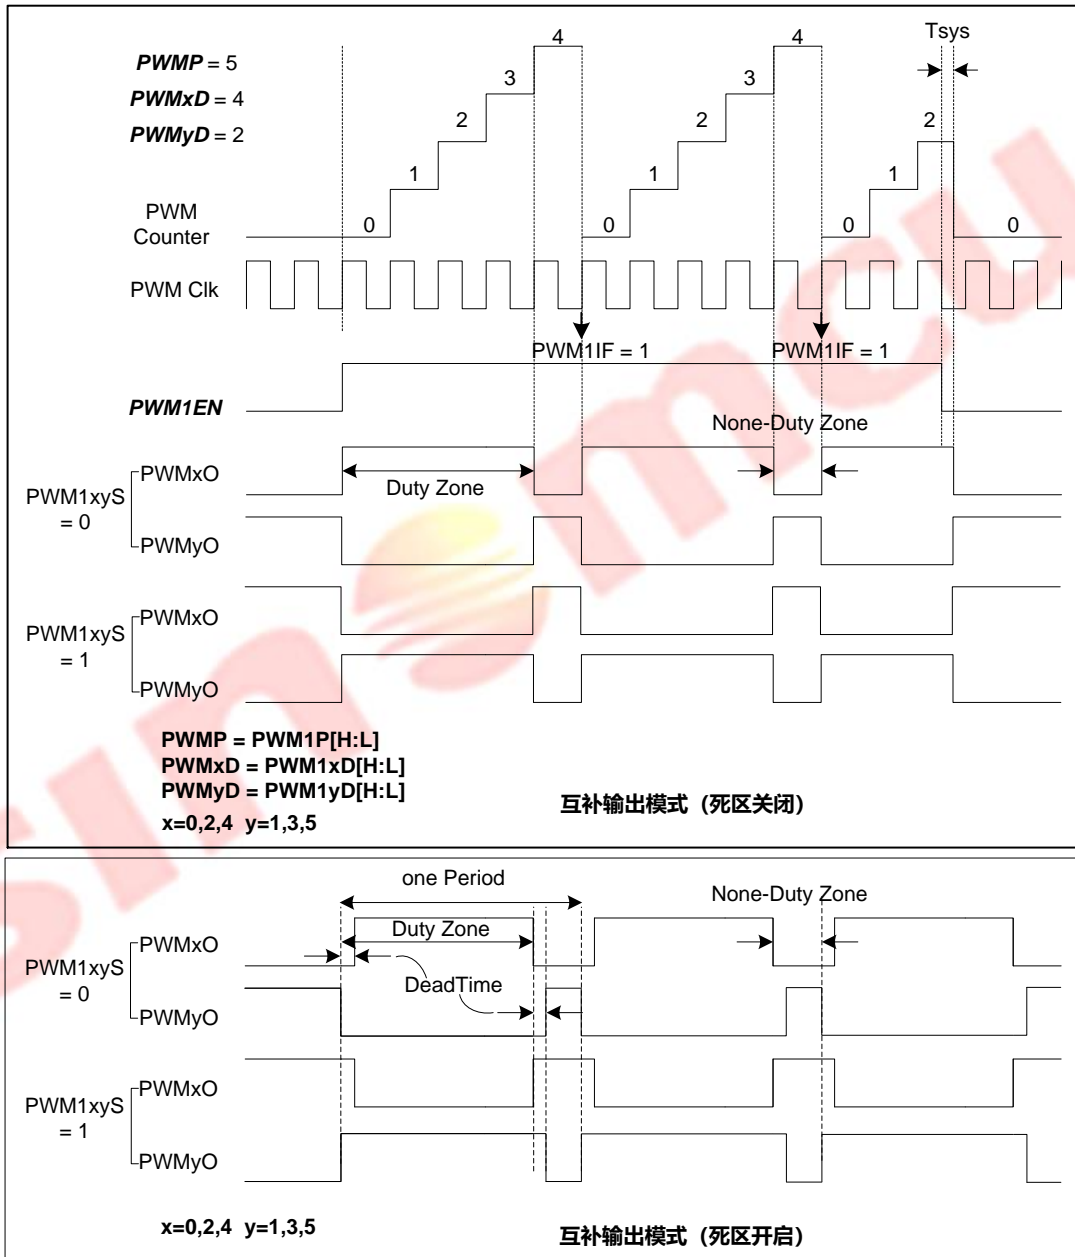 Tsys
4
4
PWMP = 5
3
3
PWMxD = 4
2
2
2
PWMyD = 2
1
1
1
PWM
Counter
0
0
0
0
PWM Clk
PWM1IF = 1
PWM1IF = 1
PWM1EN
None-Duty Zone
PWMxO
Duty Zone
PWM1xyS
= 0
PWMyO
PWMxO
PWM1xyS
= 1
PWMyO
PWMP = PWM1P[H:L]
PWMxD = PWM1xD[H:L]
PWMyD = PWM1yD[H:L]
x=0,2,4 y=1,3,5
互补输出模式（死区关闭）
one Period
None-Duty Zone
PWMxO
Duty Zone
PWM1xyS
= 0
DeadTime
PWMyO
PWMxO
PWM1xyS
= 1
PWMyO
x=0,2,4 y=1,3,5
互补输出模式（死区开启）
sinomcu